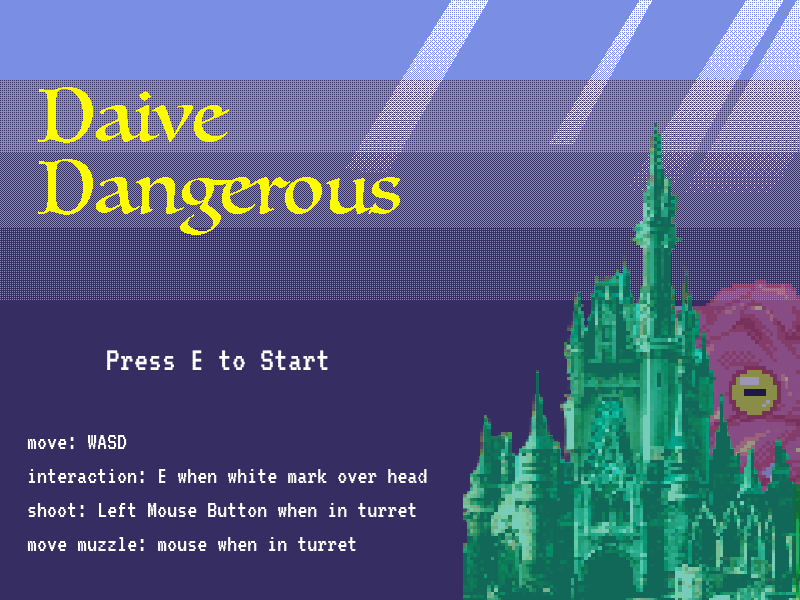 Daive
Dangerous
Press E to Start
move: WASD
interaction: E when white mark over head
shoot: Left Mouse Button when in turret
move muzzle: mouse when in turret